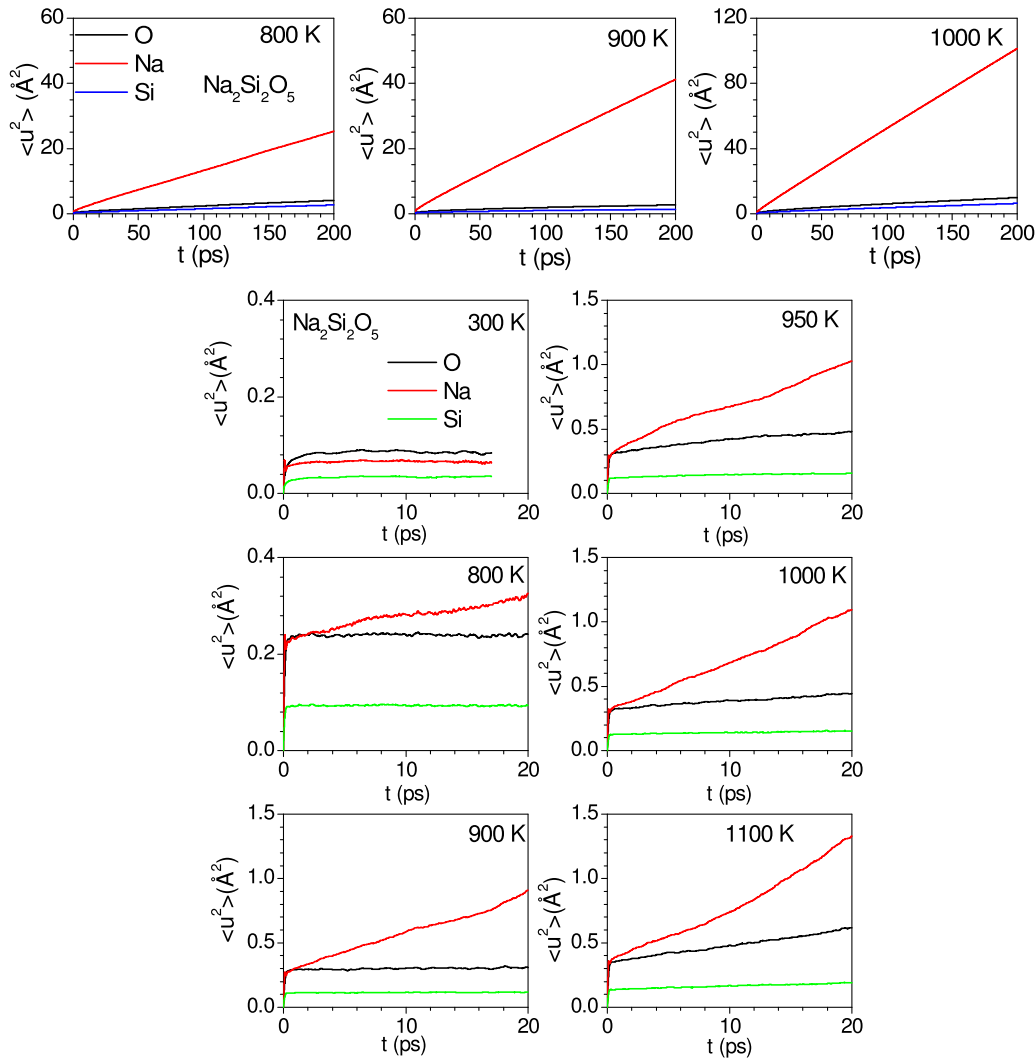 60
40
20
0
<u²> (Å²)
O
Na
Si
Na₂Si₂O₅
800 K
0 50 100 150 200
t (ps)
60
40
20
0
<u²> (Å²)
900 K
0 50 100 150 200
t (ps)
120
80
40
0
<u²> (Å²)
1000 K
0 50 100 150 200
t (ps)
0.4
0.2
0.0
<u²>(Å²)
Na₂Si₂O₅ 300 K
O
Na
Si
0 10 20
t (ps)
1.5
1.0
0.5
0.0
<u²>(Å²)
950 K
0 10 20
t (ps)
0.4
0.2
0.0
<u²>(Å²)
800 K
0 10 20
t (ps)
1.5
1.0
0.5
0.0
<u²>(Å²)
1000 K
0 10 20
t (ps)
1.5
1.0
0.5
0.0
<u²>(Å²)
900 K
0 10 20
t (ps)
1.5
1.0
0.5
0.0
<u²>(Å²)
1100 K
0 10 20
t (ps)